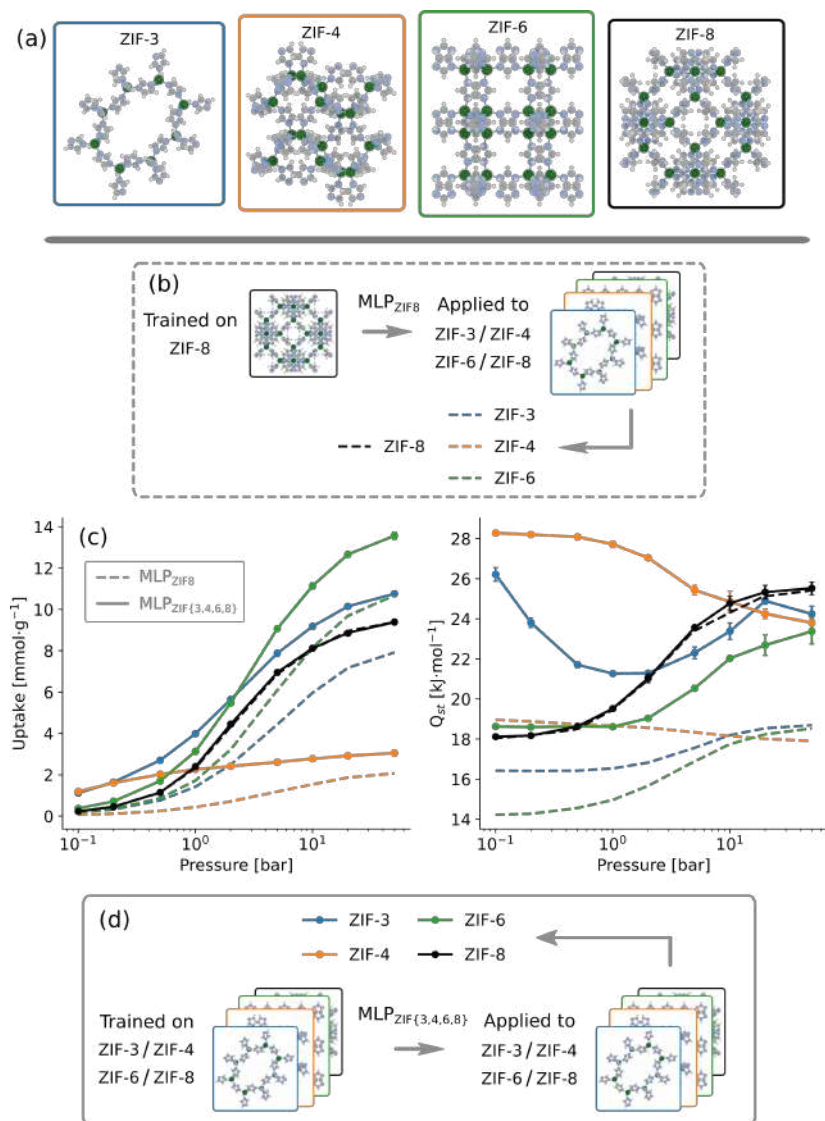 (a)
ZIF-3
ZIF-4
ZIF-6
ZIF-8
(b)
Trained on
ZIF-8
MLP_ZIF8
Applied to
ZIF-3 / ZIF-4
ZIF-6 / ZIF-8
ZIF-3
ZIF-8
ZIF-4
ZIF-6
(c)
MLP_ZIF8
MLP_ZIF{3,4,6,8}
Uptake [mmol·g⁻¹]
14
12
10
8
6
4
2
0
10⁻¹
10⁰
10¹
Pressure [bar]
Q_st [kJ·mol⁻¹]
28
26
24
22
20
18
16
14
10⁻¹
10⁰
10¹
Pressure [bar]
(d)
ZIF-3
ZIF-6
ZIF-4
ZIF-8
Trained on
ZIF-3 / ZIF-4
ZIF-6 / ZIF-8
MLP_ZIF{3,4,6,8}
Applied to
ZIF-3 / ZIF-4
ZIF-6 / ZIF-8